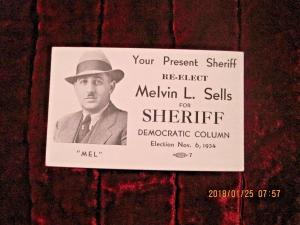 Your Present Sheriff
RE-ELECT
Melvin L. Sells
FOR
SHERIFF
DEMOCRATIC COLUMN
Election Nov. 6, 1934
7
"MEL"
2018/01/25 07:57